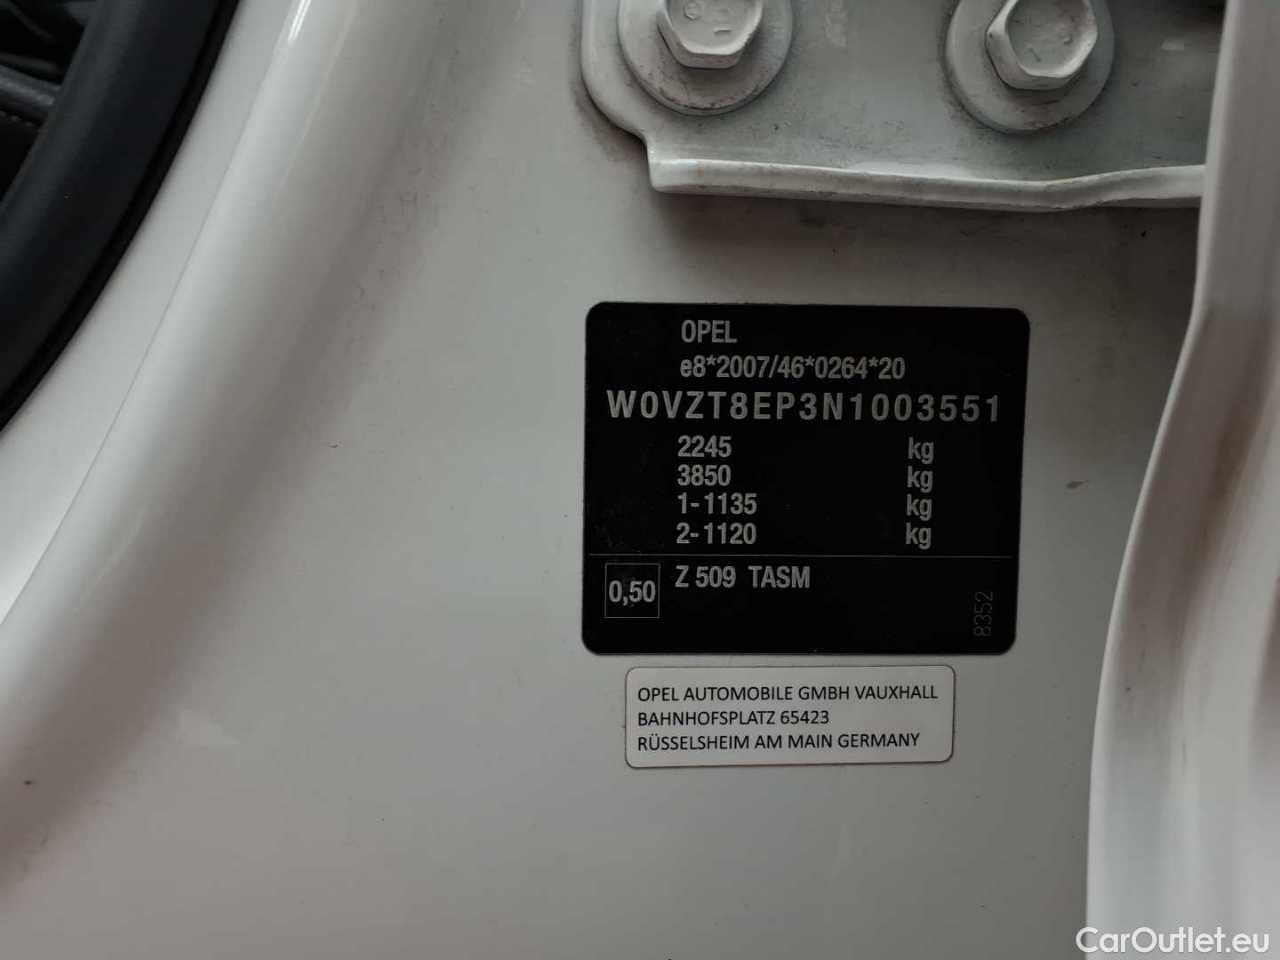 OPEL
e8*2007/46*0264*20
W0VZT8EP3N1003551
2245 kg
3850 kg
1-1135 kg
2-1120 kg
0,50 Z 509 TASM
8352
OPEL AUTOMOBILE GMBH VAUXHALL
BAHNHOFSPLATZ 65423
RÜSSELSHEIM AM MAIN GERMANY
CarOutlet.eu